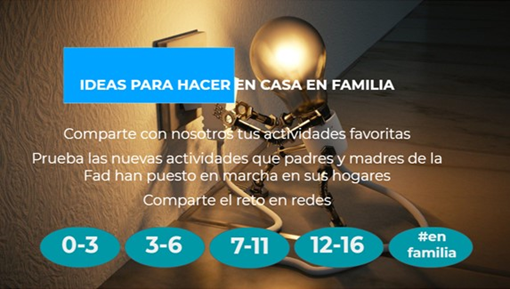 IDEAS PARA HACER EN CASA EN FAMILIA
Comparte con nosotros tus actividades favoritas
Prueba las nuevas actividades que padres y madres de la
Fad han puesto en marcha en sus hogares
Comparte el reto en redes
0-3
3-6
7-11
12-16
#en
familia